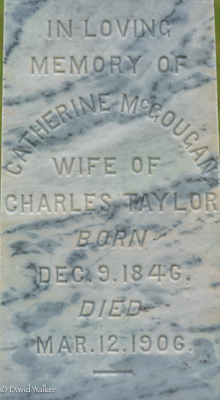 IN LOVING
MEMORY OF
CATHERINE McGOUGAN
WIFE OF
CHARLES TAYLOR
BORN
DEC. 9. 1846.
DIED
MAR. 12. 1906.
© David Walker